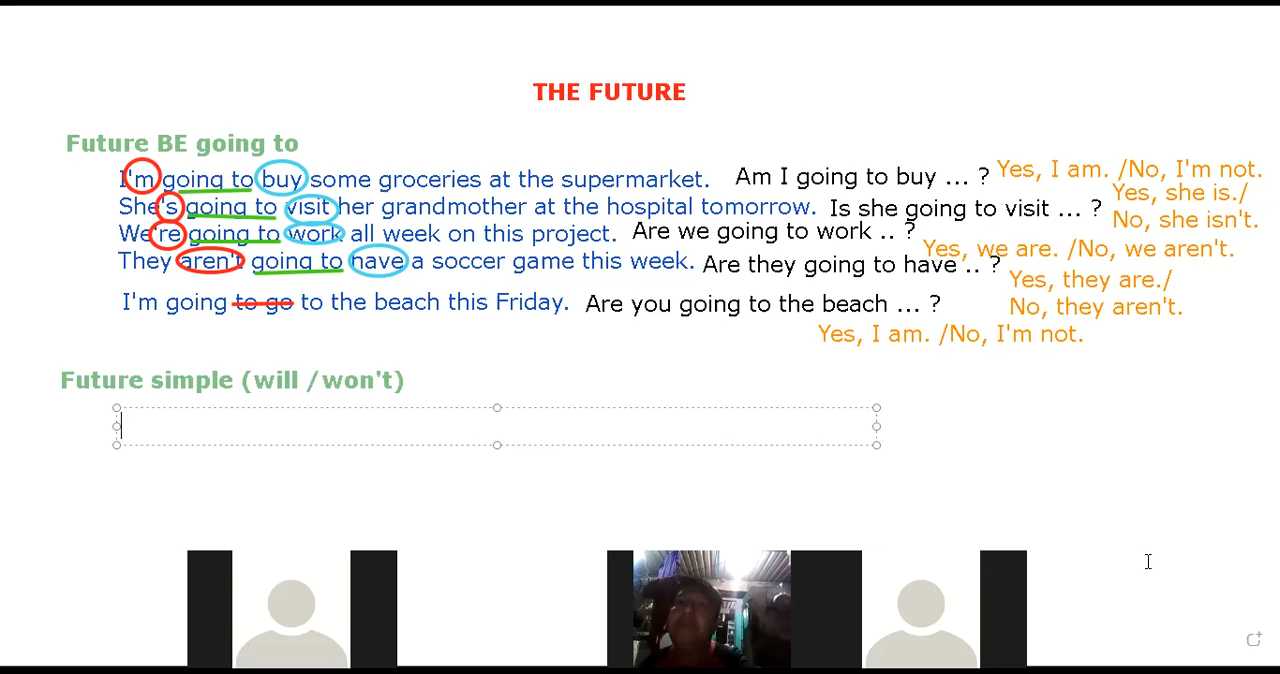 THE FUTURE
Future BE going to
I'm going to buy some groceries at the supermarket. Am I going to buy ... ? Yes, I am. /No, I'm not.
She's going to visit her grandmother at the hospital tomorrow. Is she going to visit ... ? Yes, she is./
No, she isn't.
We're going to work all week on this project. Are we going to work .. ? Yes, we are. /No, we aren't.
They aren't going to have a soccer game this week. Are they going to have .. ? Yes, they are./
No, they aren't.
I'm going to go to the beach this Friday. Are you going to the beach ... ?
Yes, I am. /No, I'm not.
Future simple (will /won't)